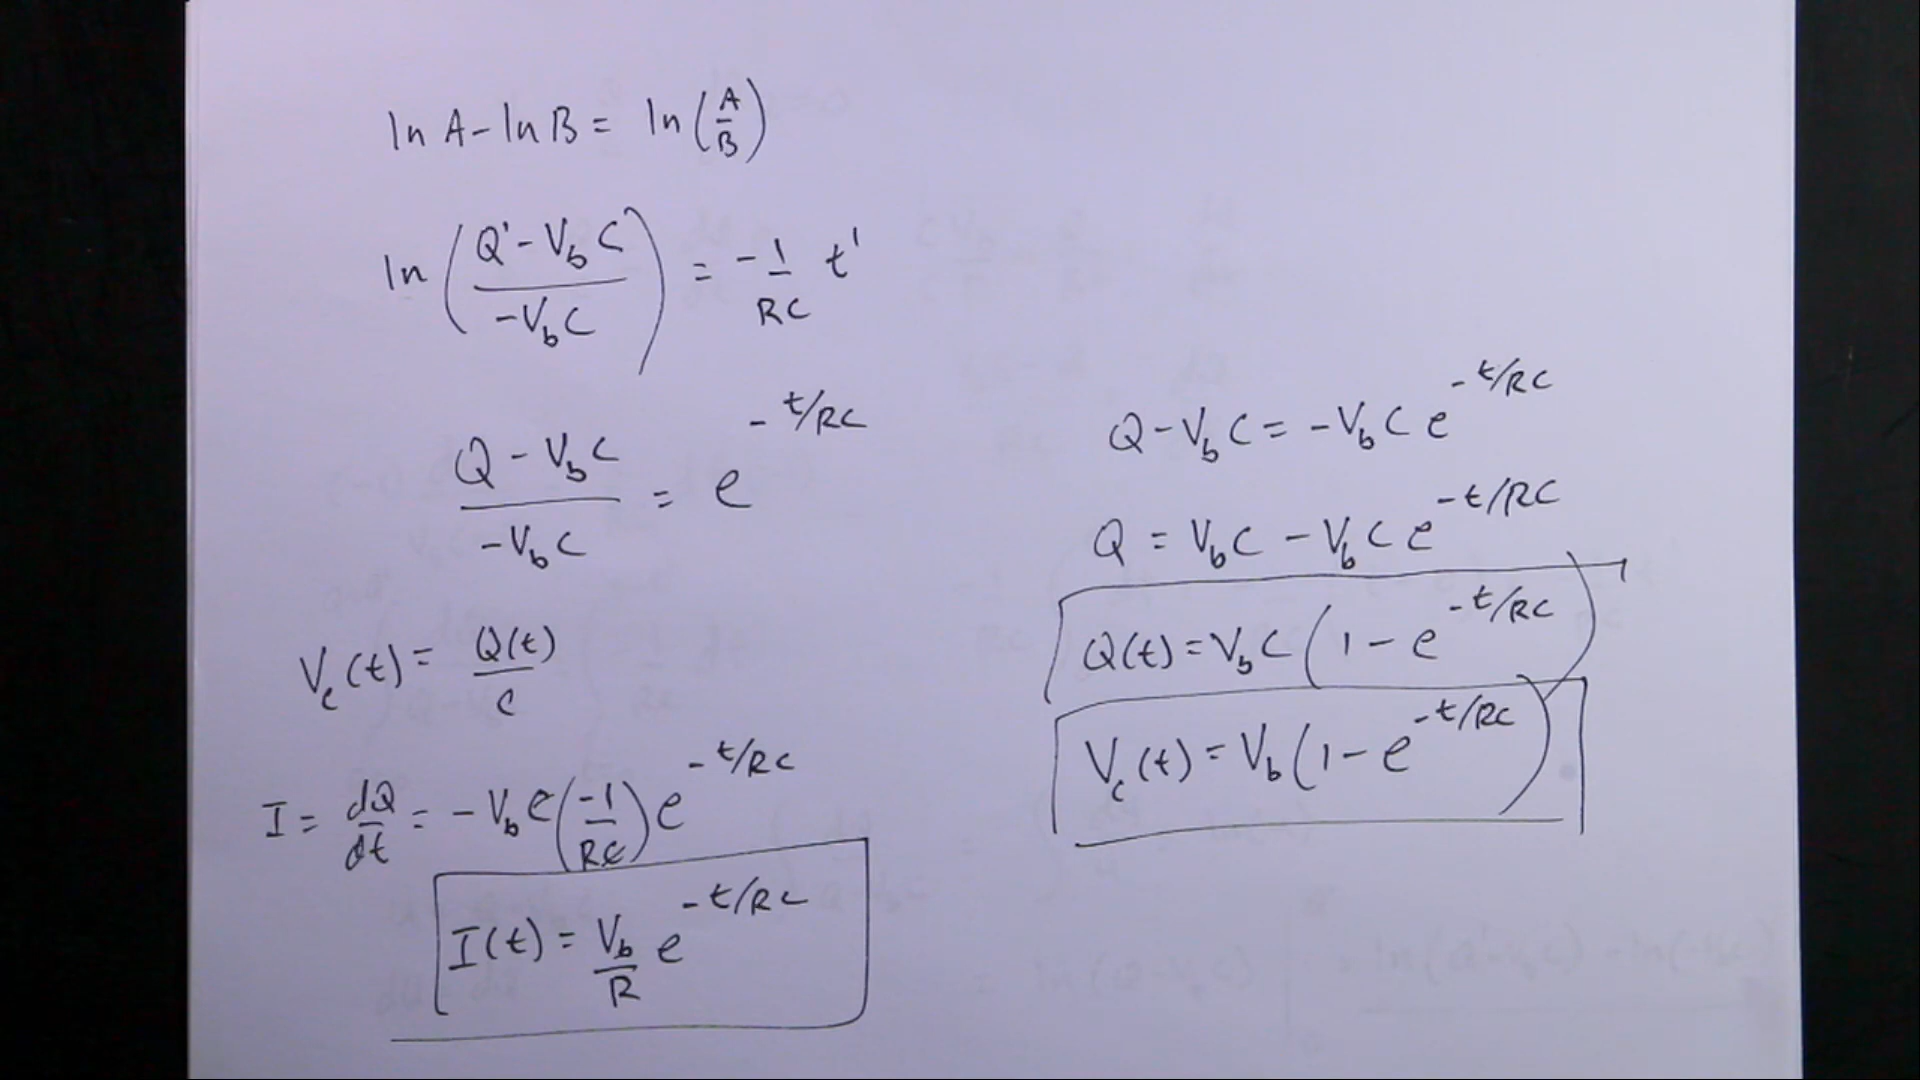 ln A - ln B = ln(A/B)
ln((Q' - V_b C)/(-V_b C)) = -1/RC t'
(Q - V_b C)/(-V_b C) = e^(-t/RC)
V_c(t) = Q(t)/C
I = dQ/dt = -V_b C(-1/RC)e^(-t/RC)
I(t) = V_b/R e^(-t/RC)
Q - V_b C = -V_b C e^(-t/RC)
Q = V_b C - V_b C e^(-t/RC)
Q(t) = V_b C(1 - e^(-t/RC))
V_c(t) = V_b(1 - e^(-t/RC))